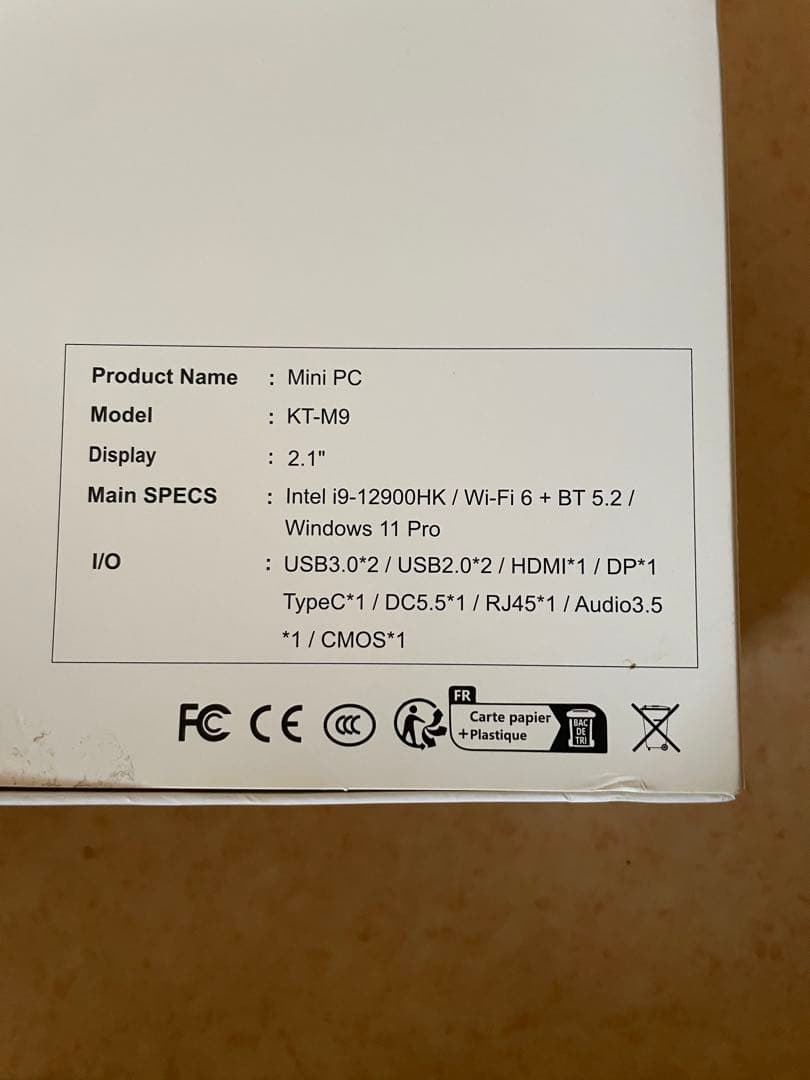 Product Name : Mini PC
Model : KT-M9
Display : 2.1"
Main SPECS : Intel i9-12900HK / Wi-Fi 6 + BT 5.2 /
Windows 11 Pro
I/O : USB3.0*2 / USB2.0*2 / HDMI*1 / DP*1
TypeC*1 / DC5.5*1 / RJ45*1 / Audio3.5
*1 / CMOS*1
FC CE CCC
FR
Carte papier
+Plastique
BAC
DE
TRI